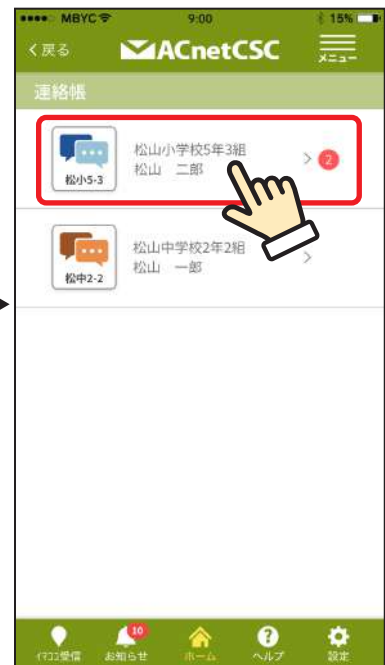 MBYC 9:00 15%
<戻る ACnetCSC メニュー
連絡帳
松山小学校5年3組
松山 二郎
松小5-3
2
松山中学校2年2組
松山 一郎
松中2-2
10
イマココ受信 お知らせ ホーム ヘルプ 設定